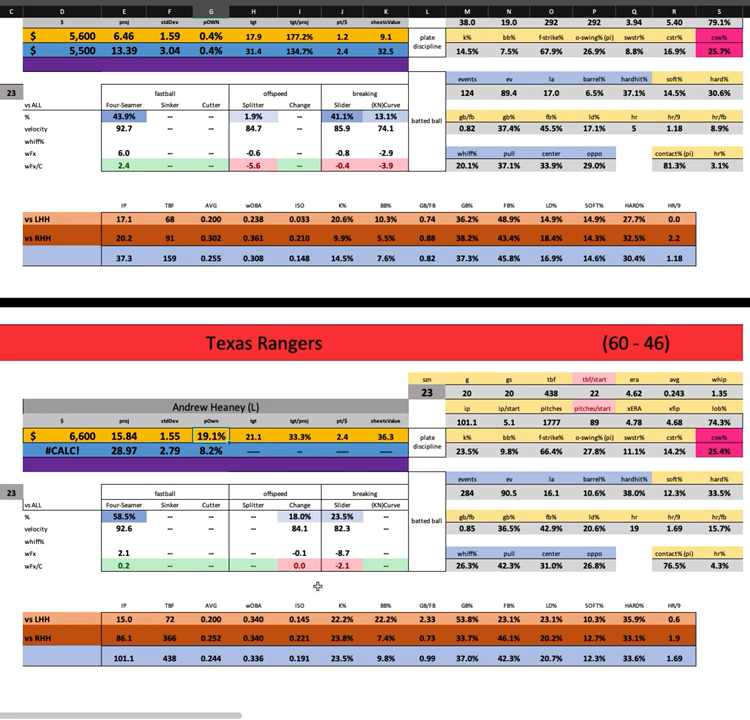 C D E F G H I J K L M N O P Q R S
$ proj stdDev pOWN tgt tgt/proj pt/$ sheetsValue 38.0 19.0 292 292 3.94 5.40 79.1%
$ 5,600 6.46 1.59 0.4% 17.9 177.2% 1.2 9.1 plate discipline k% bb% f-strike% o-swing% (pi) swstr% cstr% csw%
$ 5,500 13.39 3.04 0.4% 31.4 134.7% 2.4 32.5 14.5% 7.5% 67.9% 26.9% 8.8% 16.9% 25.7%
events ev la barrel% hardhit% soft% hard%
23 fastball offspeed breaking 124 89.4 17.0 6.5% 37.1% 14.5% 30.6%
vs ALL Four-Seamer Sinker Cutter Splitter Change Slider (KN)Curve
% 43.9% -- -- 1.9% -- 41.1% 13.1% batted ball gb/fb gb% fb% ld% hr hr/9 hr/fb
velocity 92.7 -- -- 84.7 -- 85.9 74.1 0.82 37.4% 45.5% 17.1% 5 1.18 8.9%
whiff%
wFx 6.0 -- -- -0.6 -- -0.8 -2.9 whiff% pull center oppo contact% (pi) hr%
wFx/C 2.4 -- -- -5.6 -- -0.4 -3.9 20.1% 37.1% 33.9% 29.0% 81.3% 3.1%
IP TBF AVG wOBA ISO K% BB% GB/FB GB% FB% LD% SOFT% HARD% HR/9
vs LHH 17.1 68 0.200 0.238 0.033 20.6% 10.3% 0.74 36.2% 48.9% 14.9% 14.9% 27.7% 0.0
vs RHH 20.2 91 0.302 0.361 0.210 9.9% 5.5% 0.88 38.2% 43.4% 18.4% 14.3% 32.5% 2.2
37.3 159 0.255 0.308 0.148 14.5% 7.6% 0.82 37.3% 45.8% 16.9% 14.6% 30.4% 1.18
Texas Rangers (60 - 46)
szn g gs tbf tbf/start era avg whip
23 20 20 438 22 4.62 0.243 1.35
Andrew Heaney (L) ip ip/start pitches pitches/start xERA xfip lob%
$ proj stdDev pOwn tgt tgt/proj pt/$ sheetsValue 101.1 5.1 1777 89 4.78 4.68 74.3%
$ 6,600 15.84 1.55 19.1% 21.1 33.3% 2.4 36.3 plate discipline k% bb% f-strike% o-swing% (pi) swstr% cstr% csw%
#CALC! 28.97 2.79 8.2% ---- -- ---- ---- 23.5% 9.8% 66.4% 27.8% 11.1% 14.2% 25.4%
events ev la barrel% hardhit% soft% hard%
23 fastball offspeed breaking 284 90.5 16.1 10.6% 38.0% 12.3% 33.5%
vs ALL Four-Seamer Sinker Cutter Splitter Change Slider (KN)Curve
% 58.5% -- -- -- 18.0% 23.5% -- batted ball gb/fb gb% fb% ld% hr hr/9 hr/fb
velocity 92.6 -- -- -- 84.1 82.3 -- 0.85 36.5% 42.9% 20.6% 19 1.69 15.7%
whiff%
wFx 2.1 -- -- -- -0.1 -8.7 -- whiff% pull center oppo contact% (pi) hr%
wFx/C 0.2 -- -- -- 0.0 -2.1 -- 26.3% 42.3% 31.0% 26.8% 76.5% 4.3%
IP TBF AVG wOBA ISO K% BB% GB/FB GB% FB% LD% SOFT% HARD% HR/9
vs LHH 15.0 72 0.200 0.340 0.145 22.2% 22.2% 2.33 53.8% 23.1% 23.1% 10.3% 35.9% 0.6
vs RHH 86.1 366 0.252 0.340 0.221 23.8% 7.4% 0.73 33.7% 46.1% 20.2% 12.7% 33.1% 1.9
101.1 438 0.244 0.336 0.191 23.5% 9.8% 0.99 37.0% 42.3% 20.7% 12.3% 33.6% 1.69